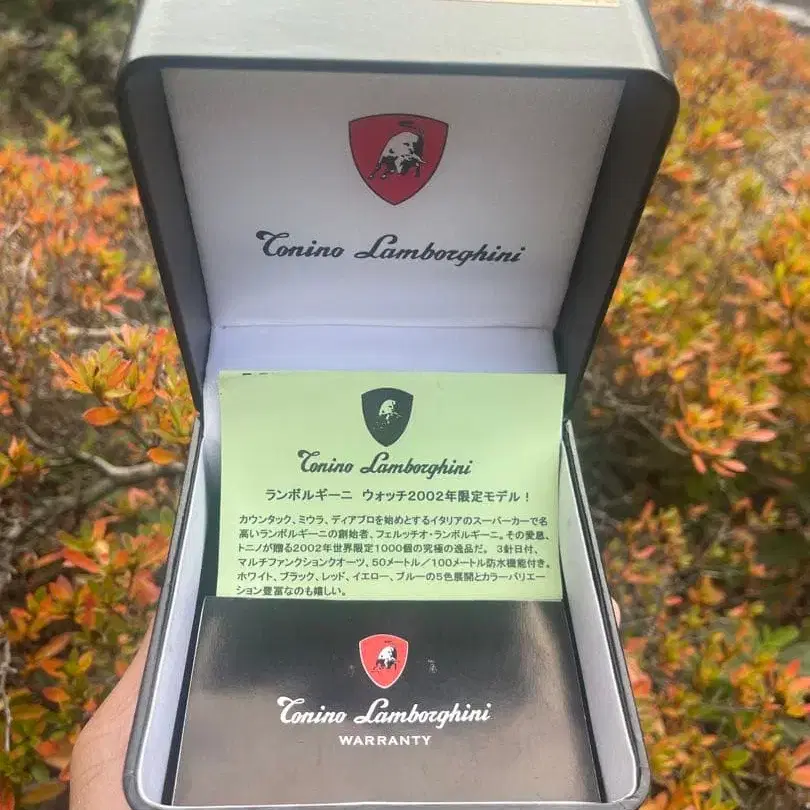 Tonino Lamborghini
Tonino Lamborghini
ランボルギーニ ウォッチ2002年限定モデル！
カウンタック、ミウラ、ディアブロを始めとするイタリアのスーパーカーで名
高いランボルギーニの創始者、フェルッチオ・ランボルギーニ。その愛息、
トニノが贈る2002年世界限定1000個の究極の逸品だ。 3針日付、
マルチファンクションクオーツ、50メートル／100メートル防水機能付き。
ホワイト、ブラック、レッド、イエロー、ブルーの5色展開とカラーバリエー
ション豊富なのも嬉しい。
Tonino Lamborghini
WARRANTY